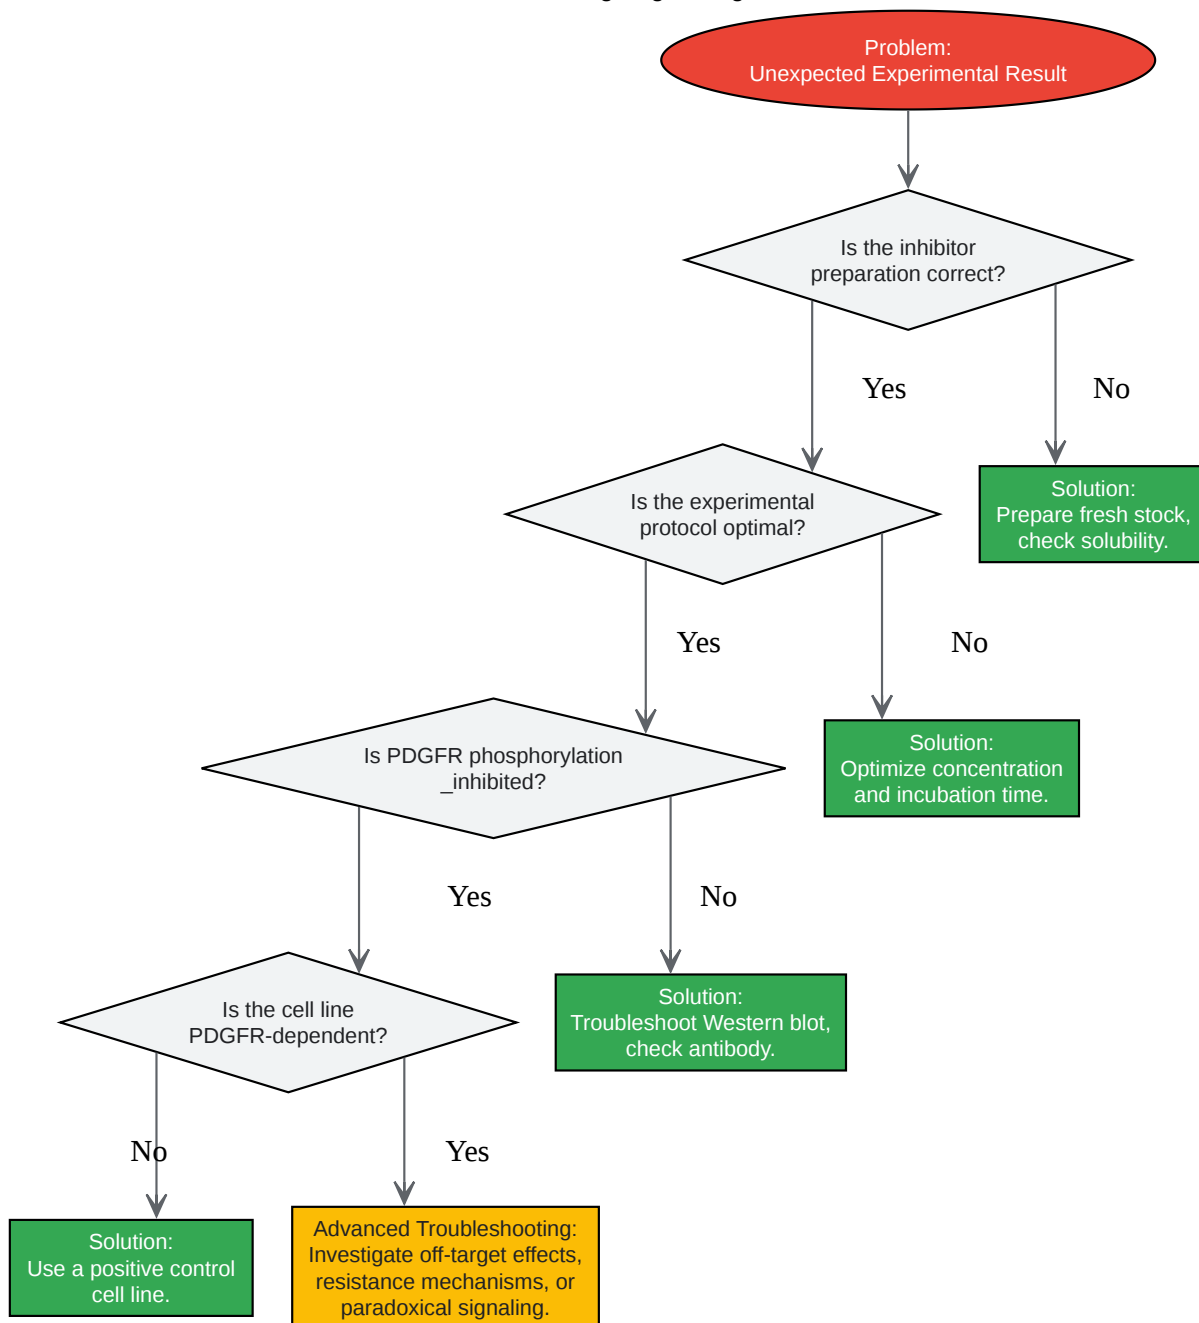 Problem:
Unexpected Experimental Result
Is the inhibitor
preparation correct?
Yes
No
Is the experimental
protocol optimal?
Solution:
Prepare fresh stock,
check solubility.
Yes
No
Is PDGFR phosphorylation
_inhibited?
Solution:
Optimize concentration
and incubation time.
Yes
No
Is the cell line
PDGFR-dependent?
Solution:
Troubleshoot Western blot,
check antibody.
No
Yes
Solution:
Use a positive control
cell line.
Advanced Troubleshooting:
Investigate off-target effects,
resistance mechanisms, or
paradoxical signaling.